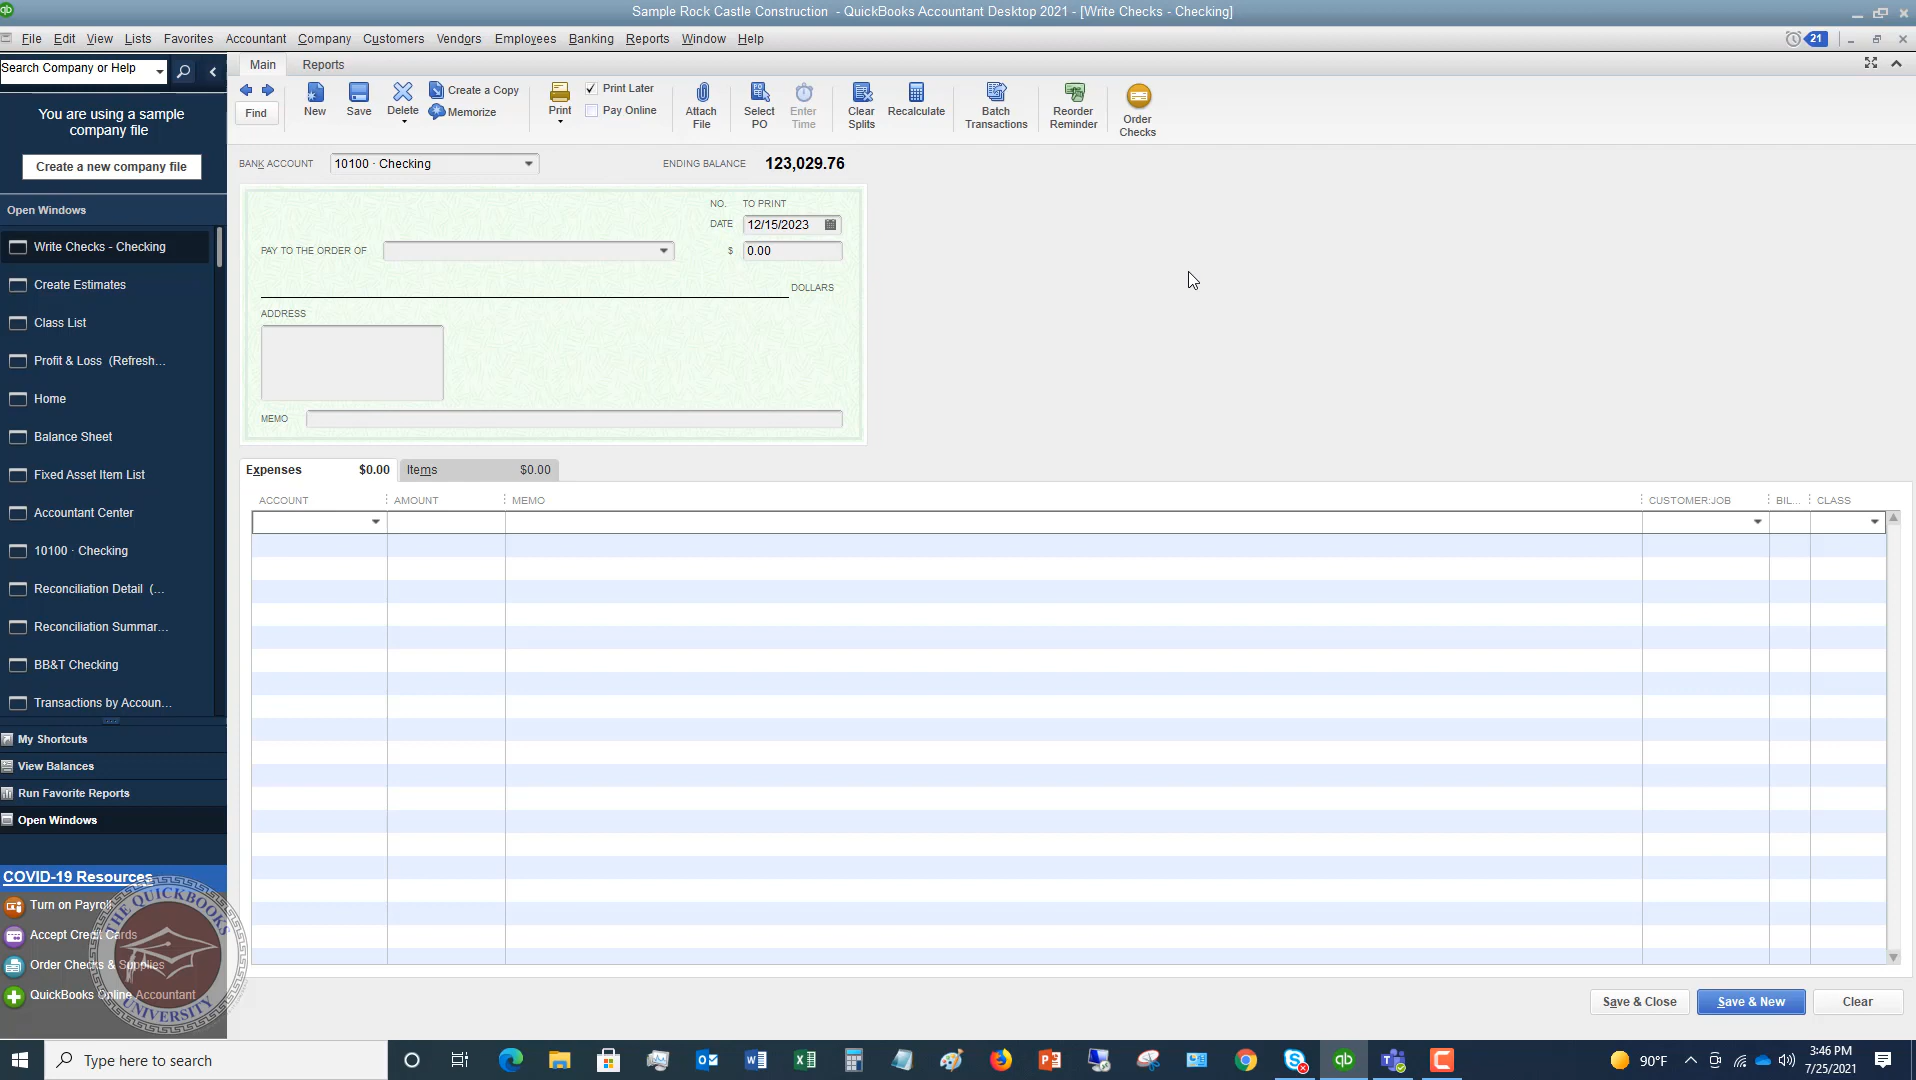 Sample Rock Castle Construction - QuickBooks Accountant Desktop 2021 - [Write Checks - Checking]
File Edit View Lists Favorites Accountant Company Customers Vendors Employees Banking Reports Window Help
21
Search Company or Help
Main Reports
You are using a sample
company file
Create a new company file
Find
New
Save
Delete
Create a Copy
Memorize
Print
Print Later
Pay Online
Attach
File
Select
PO
Enter
Time
Clear
Splits
Recalculate
Batch
Transactions
Reorder
Reminder
Order
Checks
BANK ACCOUNT 10100 · Checking ENDING BALANCE 123,029.76
NO. TO PRINT
DATE 12/15/2023
PAY TO THE ORDER OF $ 0.00
DOLLARS
ADDRESS
MEMO
Expenses $0.00 Items $0.00
ACCOUNT AMOUNT MEMO CUSTOMER:JOB BIL... CLASS
Open Windows
Write Checks - Checking
Create Estimates
Class List
Profit & Loss (Refresh...
Home
Balance Sheet
Fixed Asset Item List
Accountant Center
10100 · Checking
Reconciliation Detail (...
Reconciliation Summar...
BB&T Checking
Transactions by Accoun...
My Shortcuts
View Balances
Run Favorite Reports
Open Windows
COVID-19 Resources
Turn on Payroll
Accept Credit Cards
Order Checks & Supplies
QuickBooks Online Accountant
THE QUICKBOOKS
UNIVERSITY
Save & Close Save & New Clear
Type here to search
90°F
3:46 PM
7/25/2021